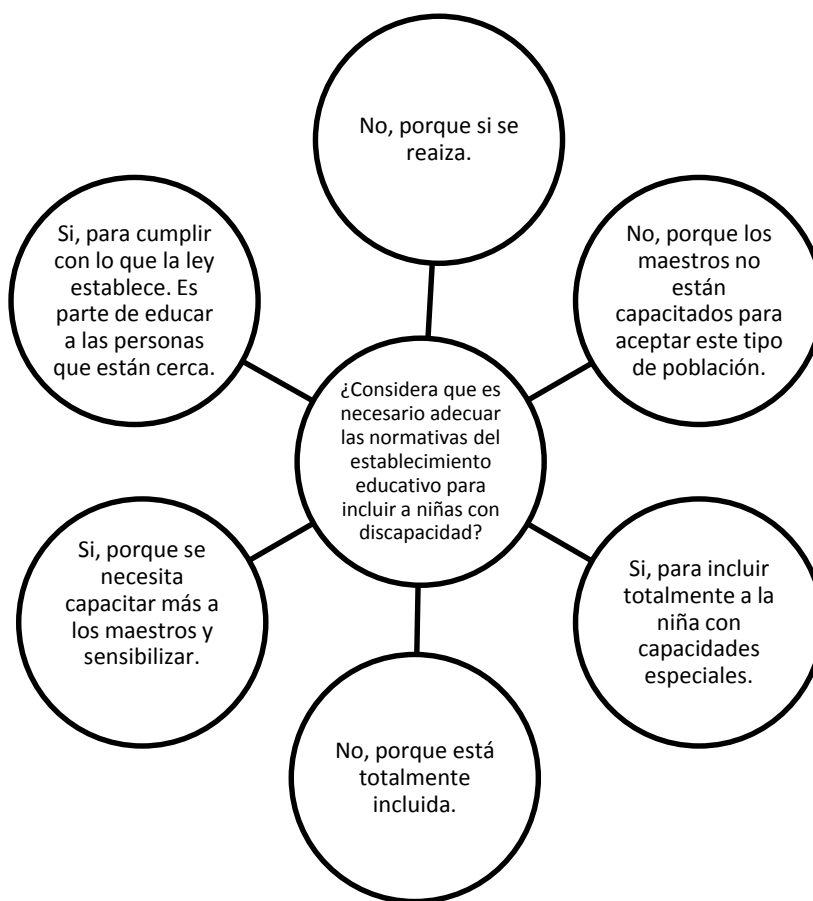 No, porque si se
reaiza.
Si, para cumplir
con lo que la ley
establece. Es
parte de educar
a las personas
que están cerca.
No, porque los
maestros no
están
capacitados para
aceptar este tipo
de población.
¿Considera que es
necesario adecuar
las normativas del
establecimiento
educativo para
incluir a niñas con
discapacidad?
Si, porque se
necesita
capacitar más a
los maestros y
sensibilizar.
Si, para incluir
totalmente a la
niña con
capacidades
especiales.
No, porque está
totalmente
incluida.